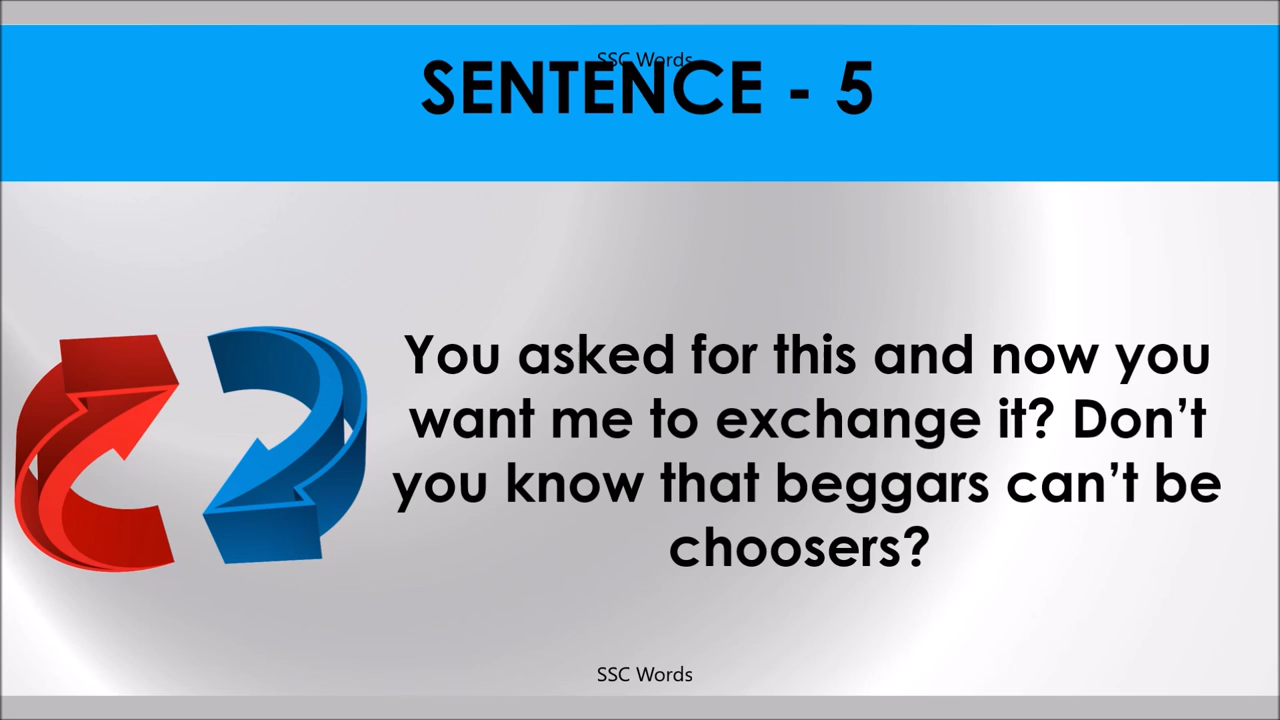 SSC Words
SENTENCE - 5
You asked for this and now you
want me to exchange it? Don’t
you know that beggars can’t be
choosers?
SSC Words